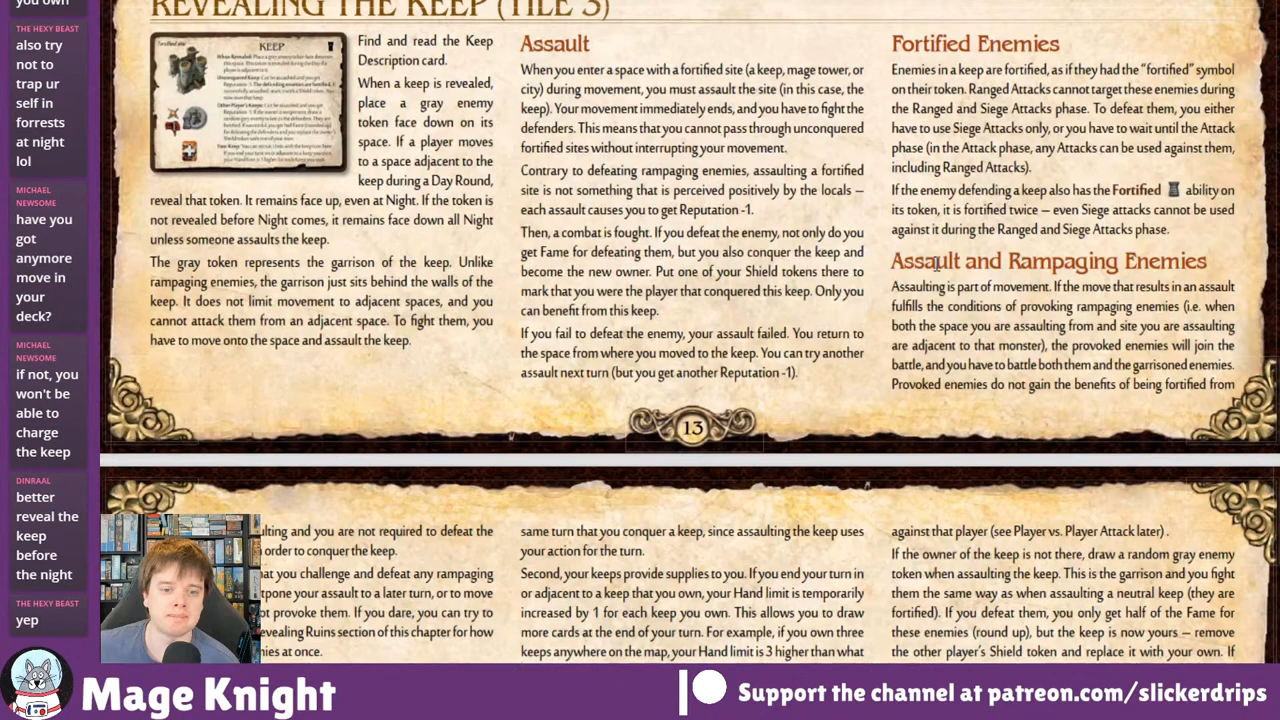 you own
THE HEXY BEAST
also try
not to
trap ur
self in
forrests
at night
lol
MICHAEL
NEWSOME
have you
got
anymore
move in
your
deck?
MICHAEL
NEWSOME
if not, you
won't be
able to
charge
the keep
DINRAAL
better
reveal the
keep
before
the night
THE HEXY BEAST
yep
REVEALING THE KEEP (TILE 3)
KEEP
Find and read the Keep
Description card.
When a keep is revealed,
place a gray enemy
token face down on its
space. If a player moves
to a space adjacent to the
keep during a Day Round,
reveal that token. It remains face up, even at Night. If the token is
not revealed before Night comes, it remains face down all Night
unless someone assaults the keep.
The gray token represents the garrison of the keep. Unlike
rampaging enemies, the garrison just sits behind the walls of the
keep. It does not limit movement to adjacent spaces, and you
cannot attack them from an adjacent space. To fight them, you
have to move onto the space and assault the keep.
Assault
When you enter a space with a fortified site (a keep, mage tower, or
city) during movement, you must assault the site (in this case, the
keep). Your movement immediately ends, and you have to fight the
defenders. This means that you cannot pass through unconquered
fortified sites without interrupting your movement.
Contrary to defeating rampaging enemies, assaulting a fortified
site is not something that is perceived positively by the locals –
each assault causes you to get Reputation -1.
Then, a combat is fought. If you defeat the enemy, not only do you
get Fame for defeating them, but you also conquer the keep and
become the new owner. Put one of your Shield tokens there to
mark that you were the player that conquered this keep. Only you
can benefit from this keep.
If you fail to defeat the enemy, your assault failed. You return to
the space from where you moved to the keep. You can try another
assault next turn (but you get another Reputation -1).
Fortified Enemies
Enemies in a keep are fortified, as if they had the "fortified" symbol
on their token. Ranged Attacks cannot target these enemies during
the Ranged and Siege Attacks phase. To defeat them, you either
have to use Siege Attacks only, or you have to wait until the Attack
phase (in the Attack phase, any Attacks can be used against them,
including Ranged Attacks).
If the enemy defending a keep also has the Fortified ability on
its token, it is fortified twice – even Siege attacks cannot be used
against it during the Ranged and Siege Attacks phase.
Assault and Rampaging Enemies
Assaulting is part of movement. If the move that results in an assault
fulfills the conditions of provoking rampaging enemies (i.e. when
both the space you are assaulting from and site you are assaulting
are adjacent to that monster), the provoked enemies will join the
battle, and you have to battle both them and the garrisoned enemies.
Provoked enemies do not gain the benefits of being fortified from
13
ulting and you are not required to defeat the
order to conquer the keep.
at you challenge and defeat any rampaging
tpone your assault to a later turn, or to move
ot provoke them. If you dare, you can try to
evealing Ruins section of this chapter for how
nies at once.
same turn that you conquer a keep, since assaulting the keep uses
your action for the turn.
Second, your keeps provide supplies to you. If you end your turn in
or adjacent to a keep that you own, your Hand limit is temporarily
increased by 1 for each keep you own. This allows you to draw
more cards at the end of your turn. For example, if you own three
keeps anywhere on the map, your Hand limit is 3 higher than what
against that player (see Player vs. Player Attack later) .
If the owner of the keep is not there, draw a random gray enemy
token when assaulting the keep. This is the garrison and you fight
them the same way as when assaulting a neutral keep (they are
fortified). If you defeat them, you only get half of the Fame for
these enemies (round up), but the keep is now yours – remove
the other player's Shield token and replace it with your own. If
Mage Knight
Support the channel at patreon.com/slickerdrips